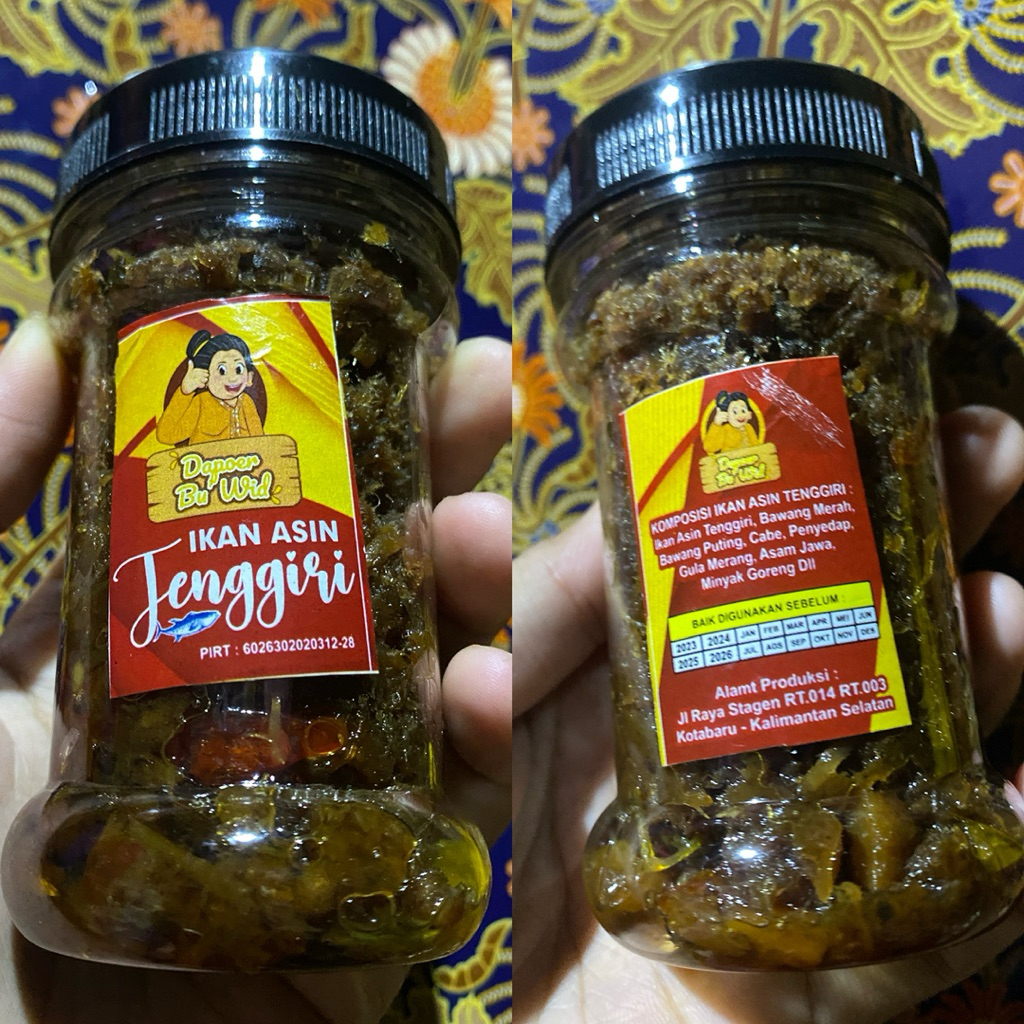 Dapoer
Bu Wid
IKAN ASIN
Tenggiri
PIRT : 6026302020312-28
Dapoer
Bu Wid
KOMPOSISI IKAN ASIN TENGGIRI :
Ikan Asin Tenggiri, Bawang Merah,
Bawang Puting, Cabe, Penyedap,
Gula Merang, Asam Jawa,
Minyak Goreng Dll
BAIK DIGUNAKAN SEBELUM :
2023 2024 JAN FEB MAR APR MEI JUN
2025 2026 JUL AGS SEP OKT NOV DES
Alamt Produksi :
Jl Raya Stagen RT.014 RT.003
Kotabaru - Kalimantan Selatan